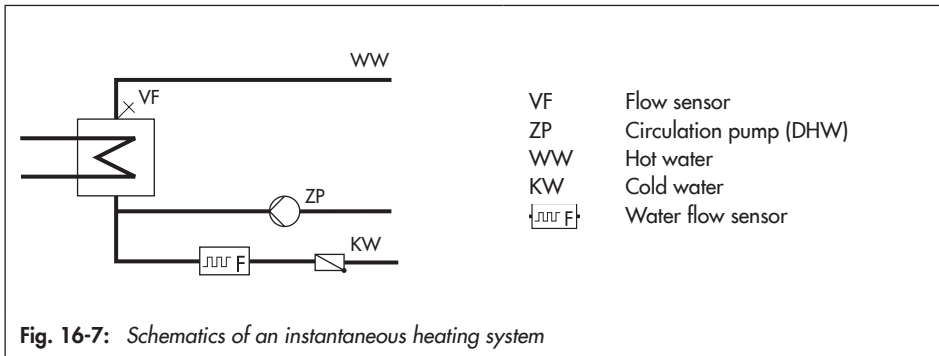 WW
VF
ZP
KW
F
VF Flow sensor
ZP Circulation pump (DHW)
WW Hot water
KW Cold water
F Water flow sensor
Fig. 16-7: Schematics of an instantaneous heating system